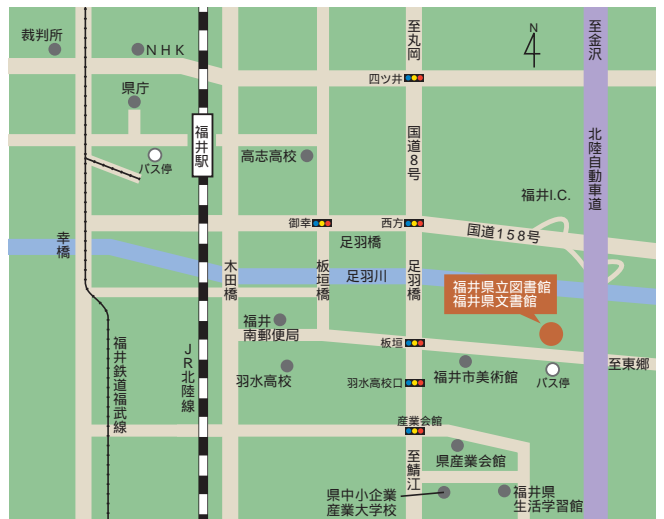 裁判所
NHK
県庁
バス停
福井駅
高志高校
至丸岡
四ツ井
国道8号
N
至金沢
北陸自動車道
福井I.C.
御幸
西方
国道158号
足羽橋
幸橋
足羽川
木田橋
板垣橋
足羽橋
福井県立図書館
福井県文書館
福井
南郵便局
板垣
至東郷
福井鉄道福武線
JR北陸線
羽水高校
羽水高校口
福井市美術館
バス停
産業会館
至鯖江
県産業会館
県中小企業
産業大学校
福井県
生活学習館